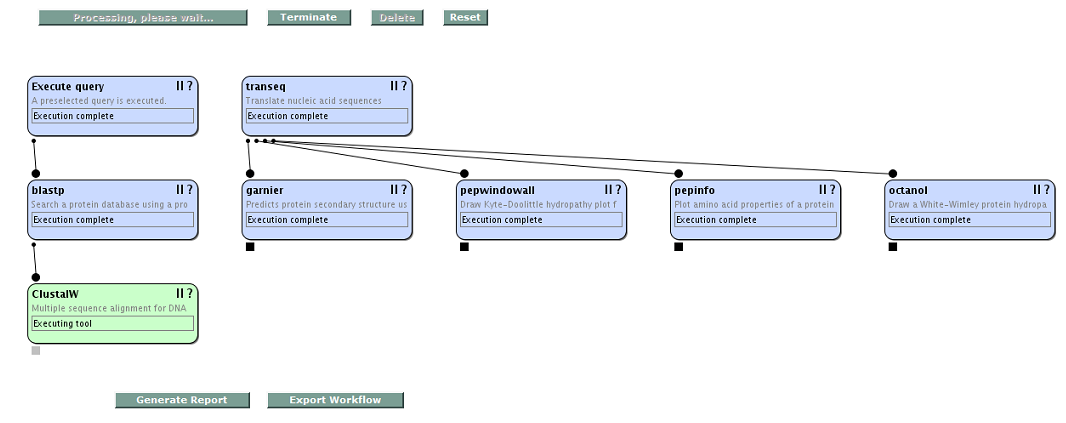 Processing, please wait...
Terminate
Delete
Reset
Execute query II ?
A preselected query is executed.
Execution complete
transeq II ?
Translate nucleic acid sequences
Execution complete
blastp II ?
Search a protein database using a pro
Execution complete
garnier II ?
Predicts protein secondary structure us
Execution complete
pepwindowall II ?
Draw Kyte-Doolittle hydropathy plot f
Execution complete
pepinfo II ?
Plot amino acid properties of a protein
Execution complete
octanol II ?
Draw a White-Wimley protein hydropa
Execution complete
ClustalW II ?
Multiple sequence alignment for DNA
Executing tool
Generate Report
Export Workflow